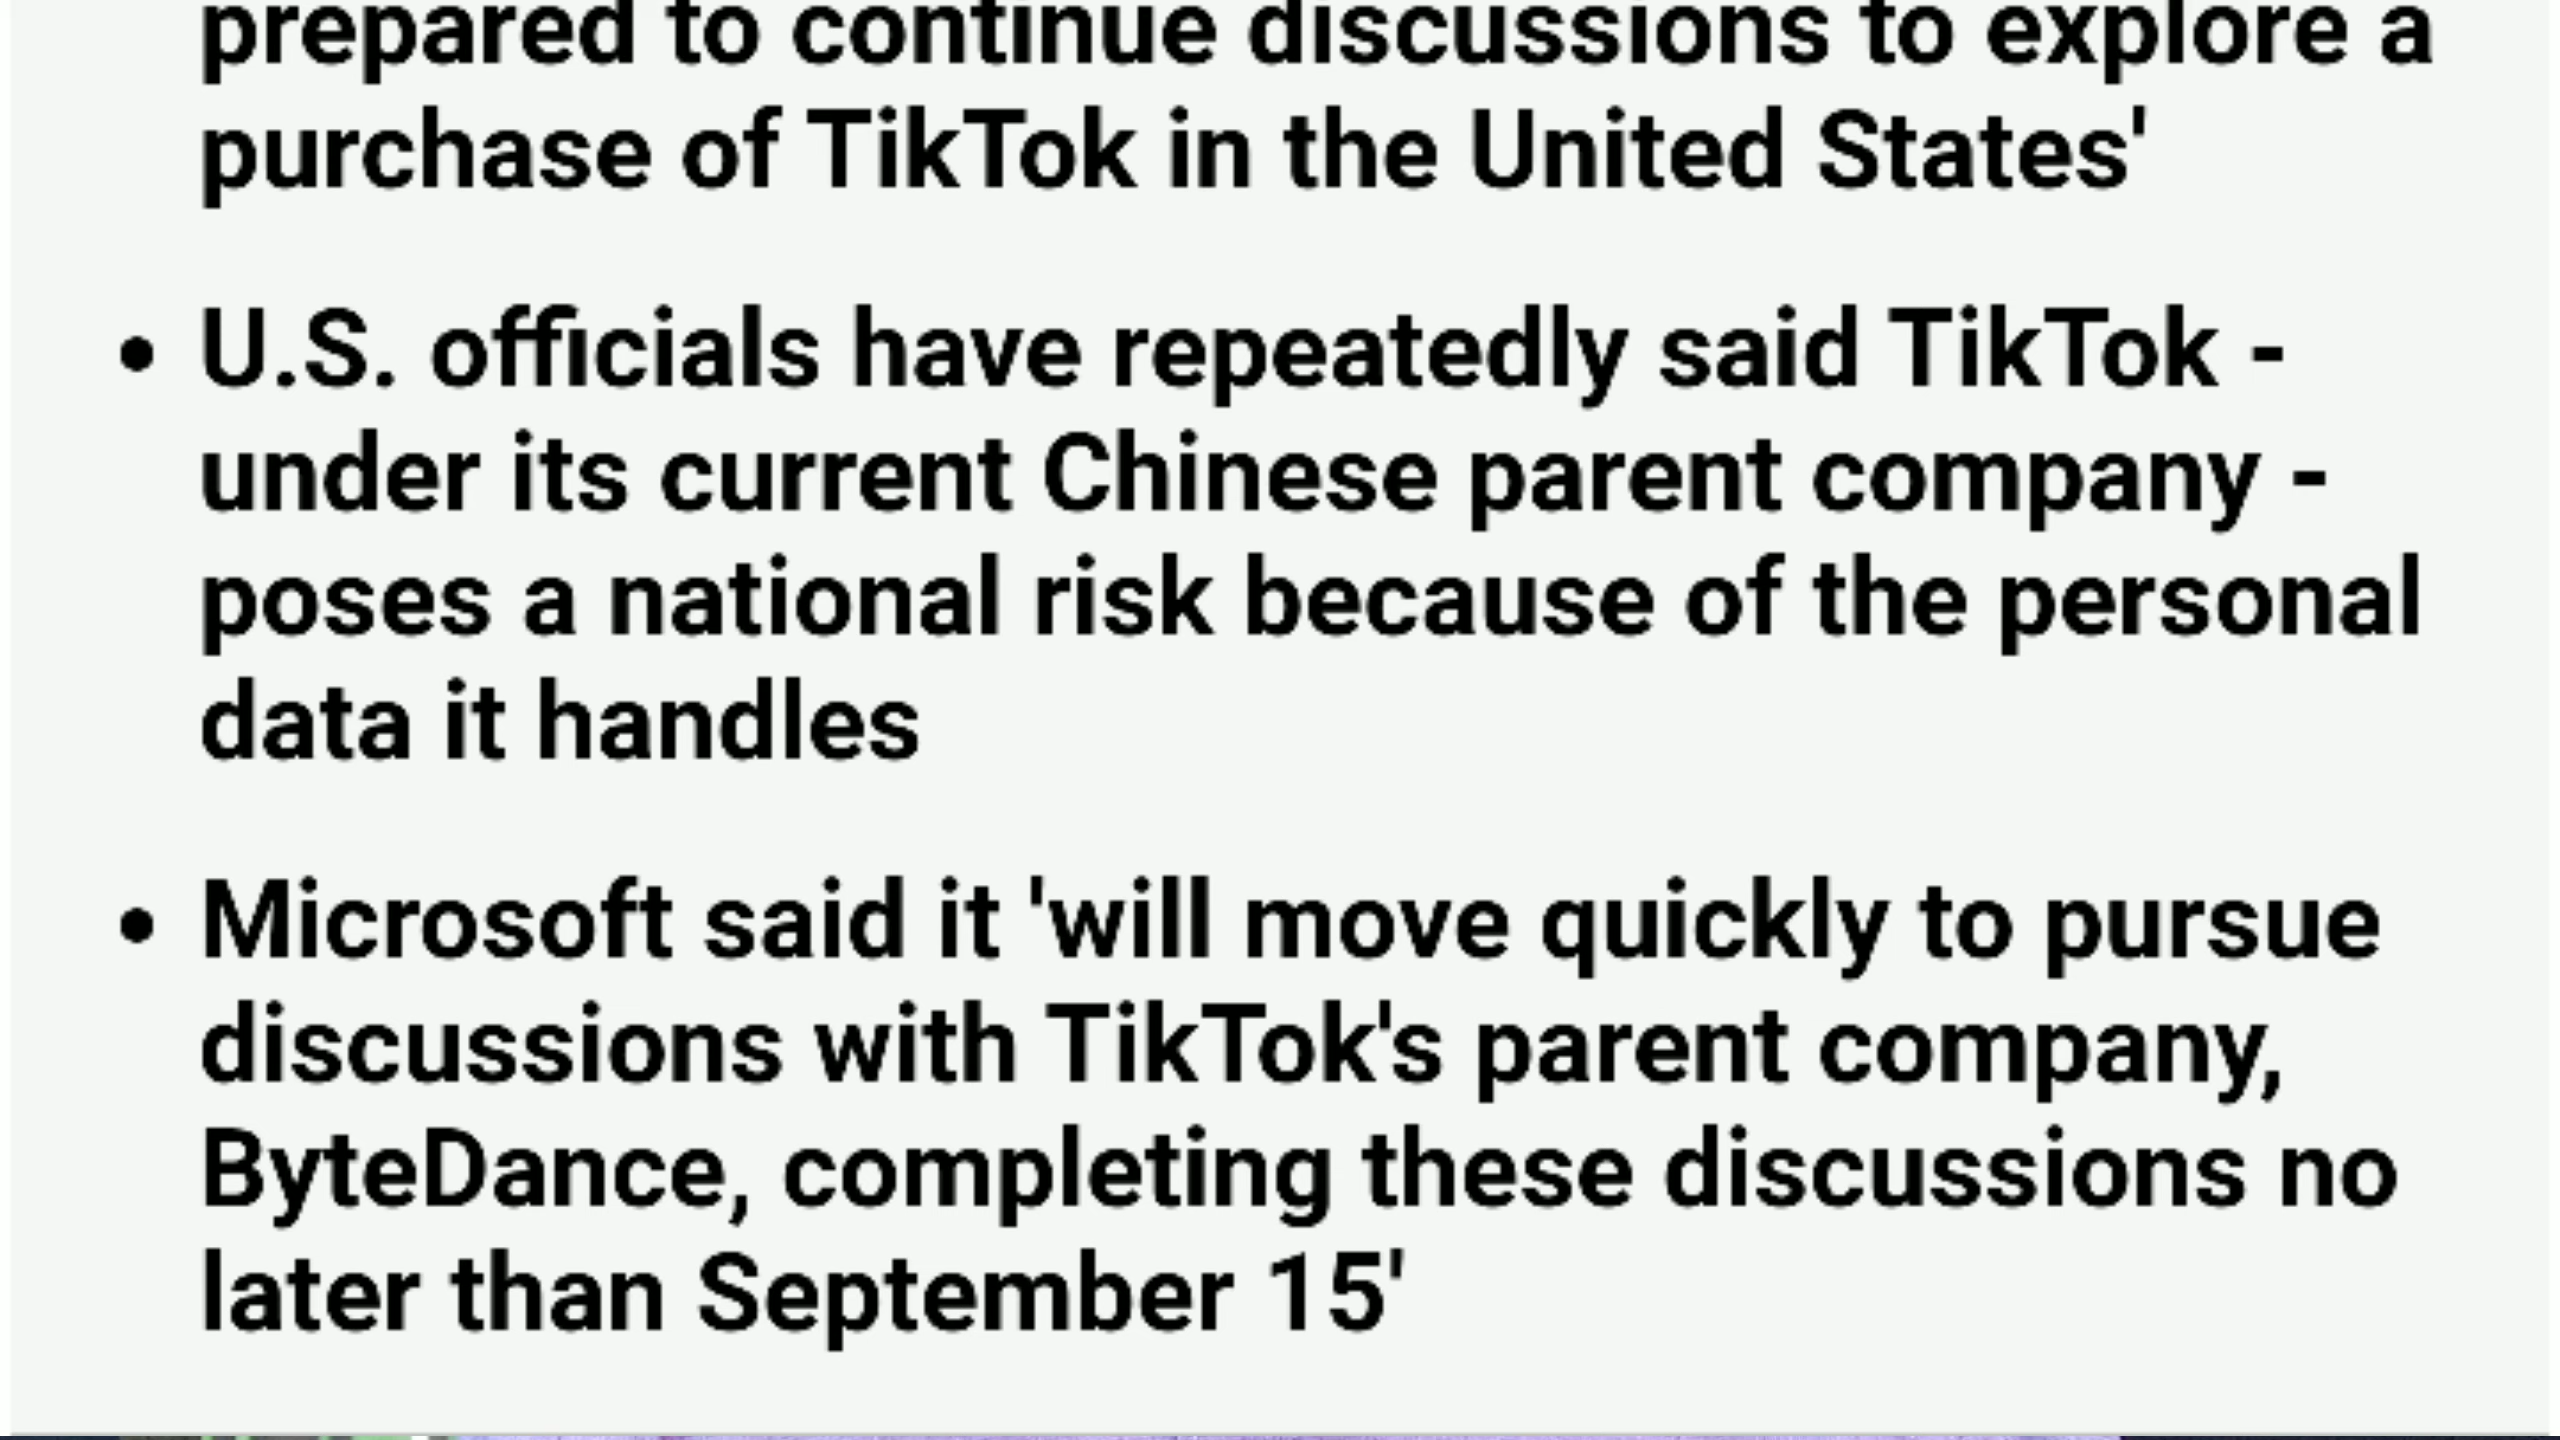 prepared to continue discussions to explore a
purchase of TikTok in the United States'
• U.S. officials have repeatedly said TikTok -
under its current Chinese parent company -
poses a national risk because of the personal
data it handles
• Microsoft said it 'will move quickly to pursue
discussions with TikTok's parent company,
ByteDance, completing these discussions no
later than September 15'